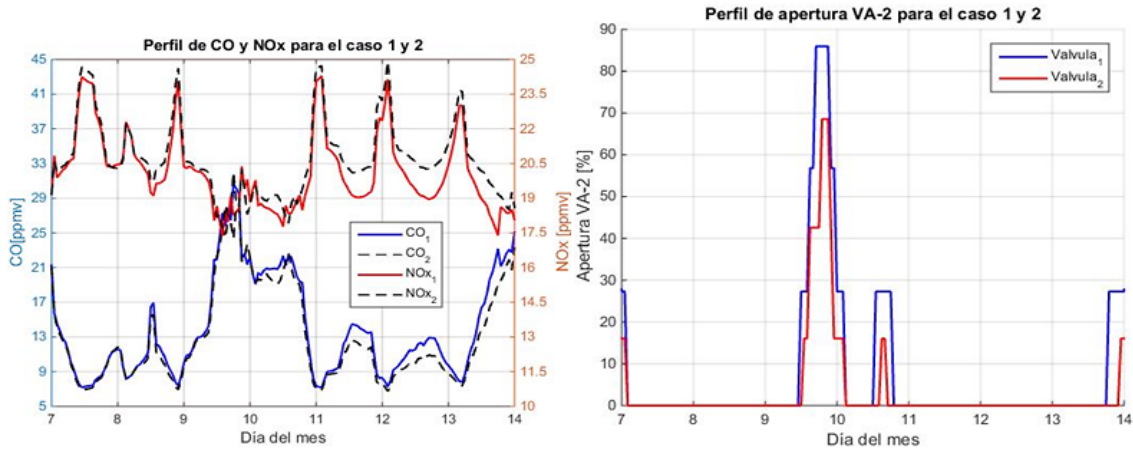 Perfil de CO y NOx para el caso 1 y 2
45
41
37
33
29
25
21
17
13
9
5
CO[ppmv]
25
23.5
22
20.5
19
17.5
16
14.5
13
11.5
10
NOx [ppmv]
CO1
CO2
NOx1
NOx2
7 8 9 10 11 12 13 14
Día del mes
Perfil de apertura VA-2 para el caso 1 y 2
90
80
70
60
50
40
30
20
10
0
Apertura VA-2 [%]
Valvula1
Valvula2
7 8 9 10 11 12 13 14
Día del mes